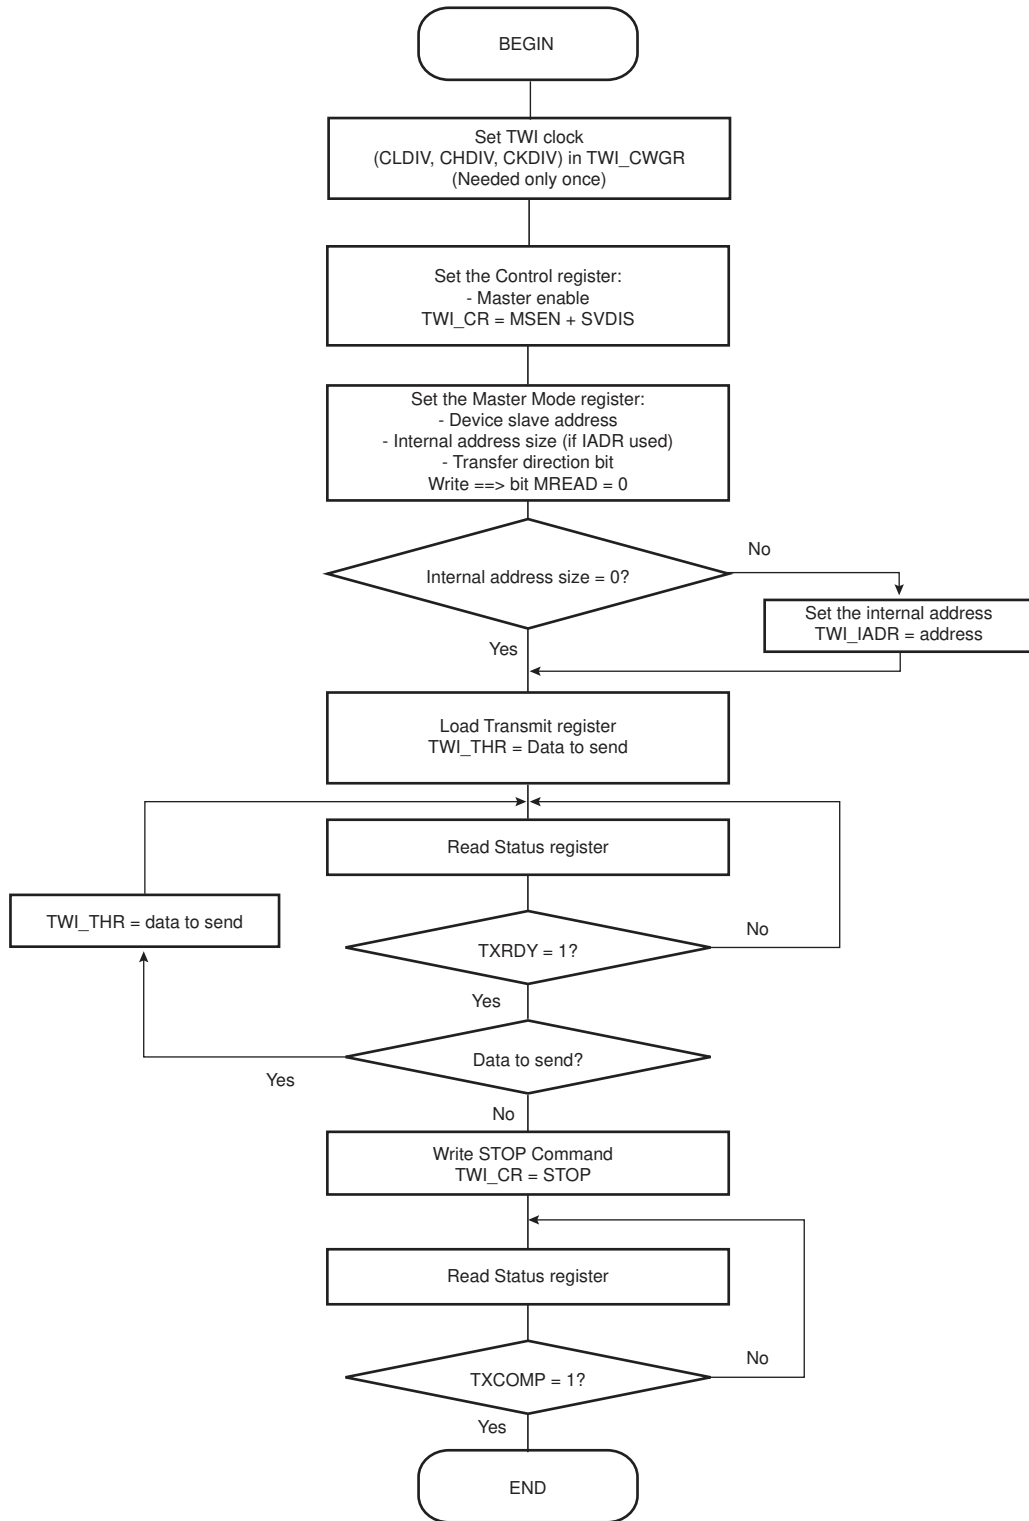 BEGIN
Set TWI clock
(CLDIV, CHDIV, CKDIV) in TWI_CWGR
(Needed only once)
Set the Control register:
- Master enable
TWI_CR = MSEN + SVDIS
Set the Master Mode register:
- Device slave address
- Internal address size (if IADR used)
- Transfer direction bit
Write ==> bit MREAD = 0
No
Internal address size = 0?
Set the internal address
TWI_IADR = address
Yes
Load Transmit register
TWI_THR = Data to send
Read Status register
TWI_THR = data to send
No
TXRDY = 1?
Yes
Data to send?
Yes
No
Write STOP Command
TWI_CR = STOP
Read Status register
No
TXCOMP = 1?
Yes
END